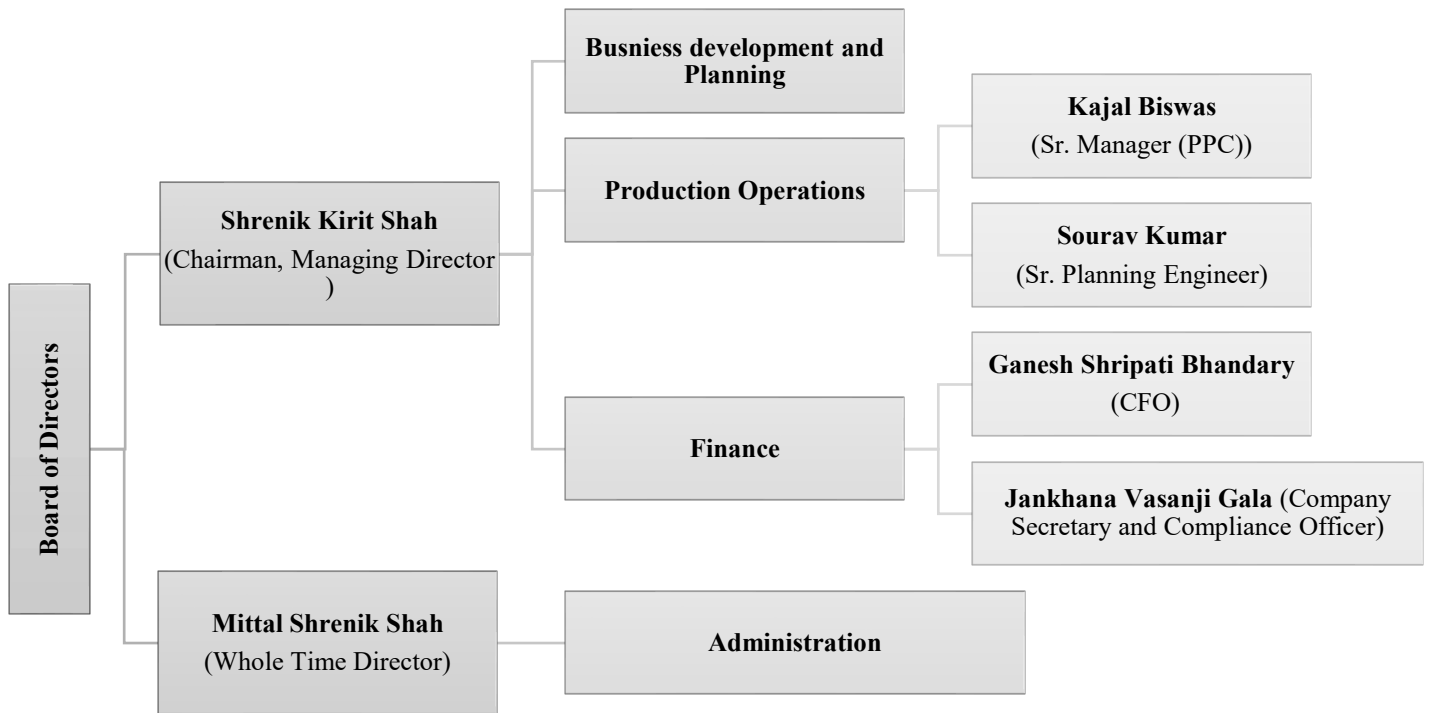 Board of Directors
Shrenik Kirit Shah
(Chairman, Managing Director
)
Busniess development and
Planning
Production Operations
Kajal Biswas
(Sr. Manager (PPC))
Sourav Kumar
(Sr. Planning Engineer)
Finance
Ganesh Shripati Bhandary
(CFO)
Jankhana Vasanji Gala (Company
Secretary and Compliance Officer)
Mittal Shrenik Shah
(Whole Time Director)
Administration